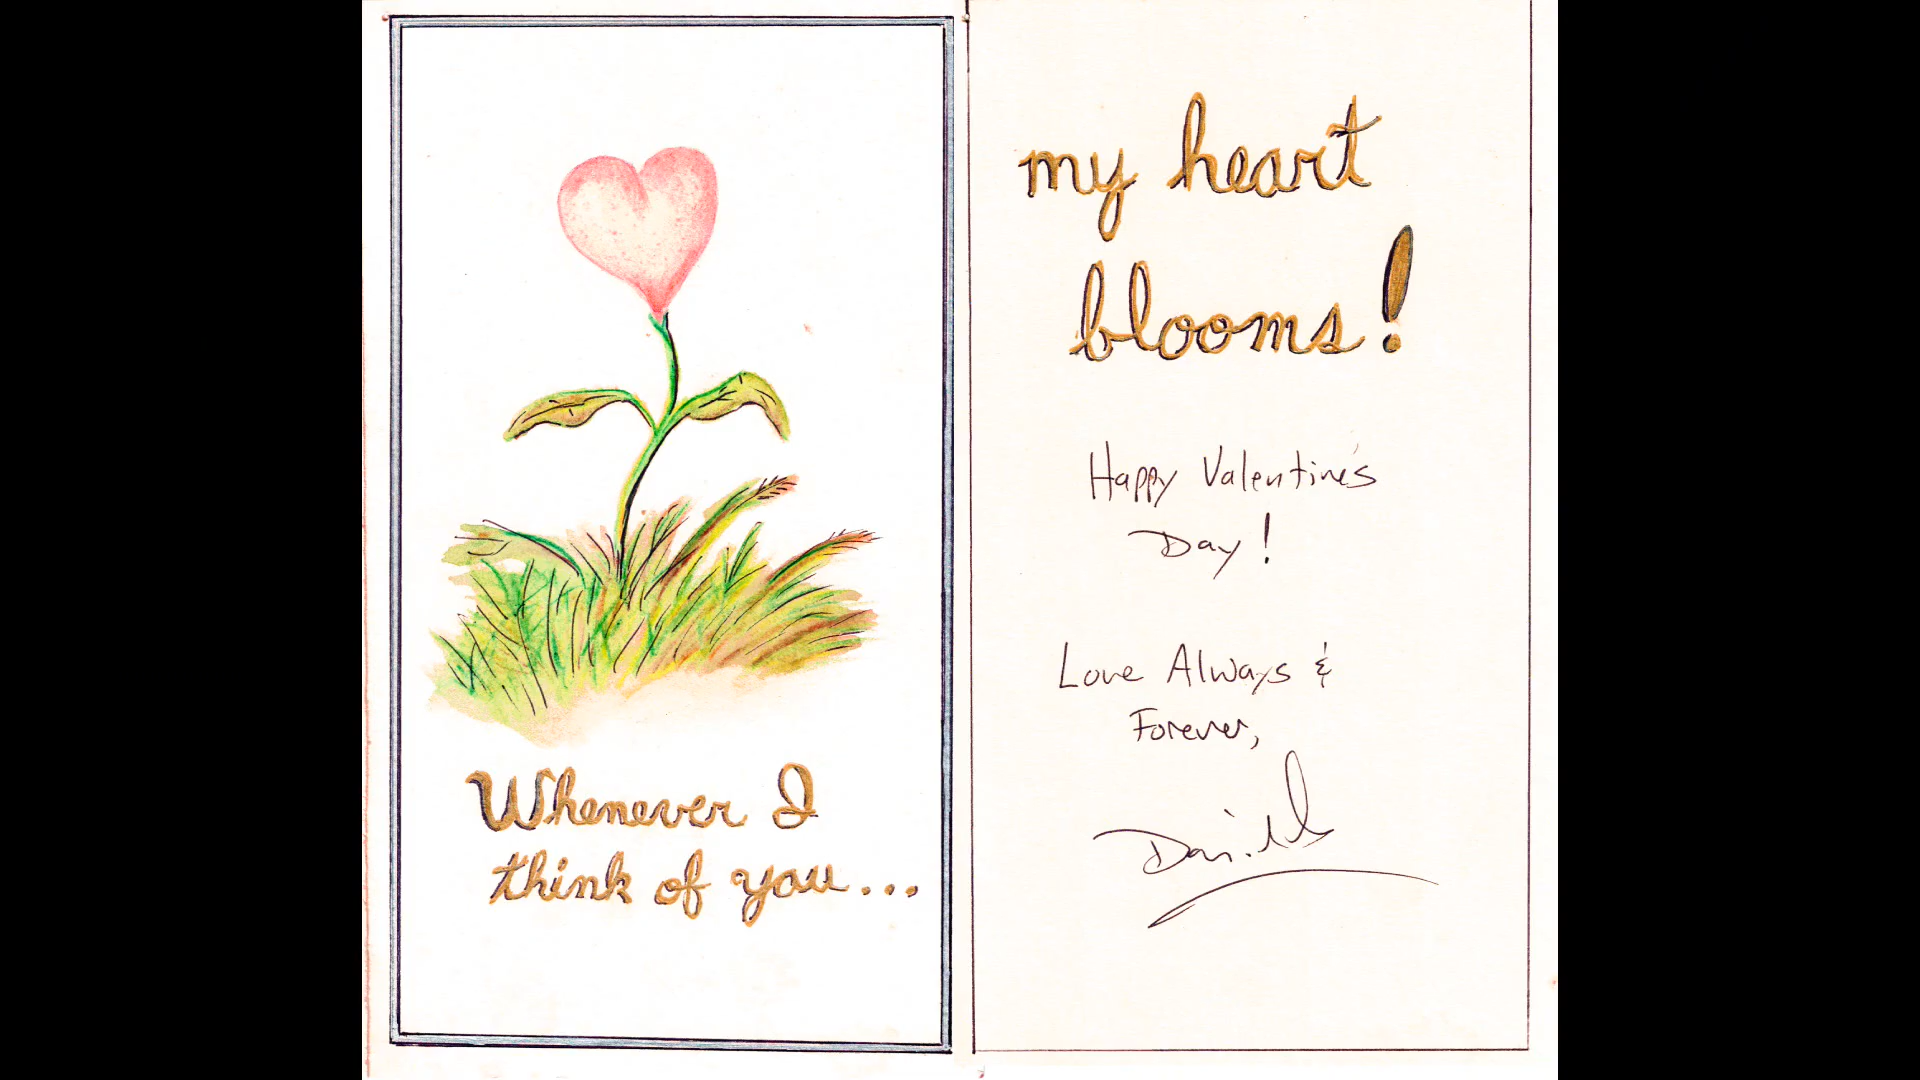 Whenever I
think of you...
my heart
blooms!
Happy Valentine's
Day!
Love Always &
Forever,